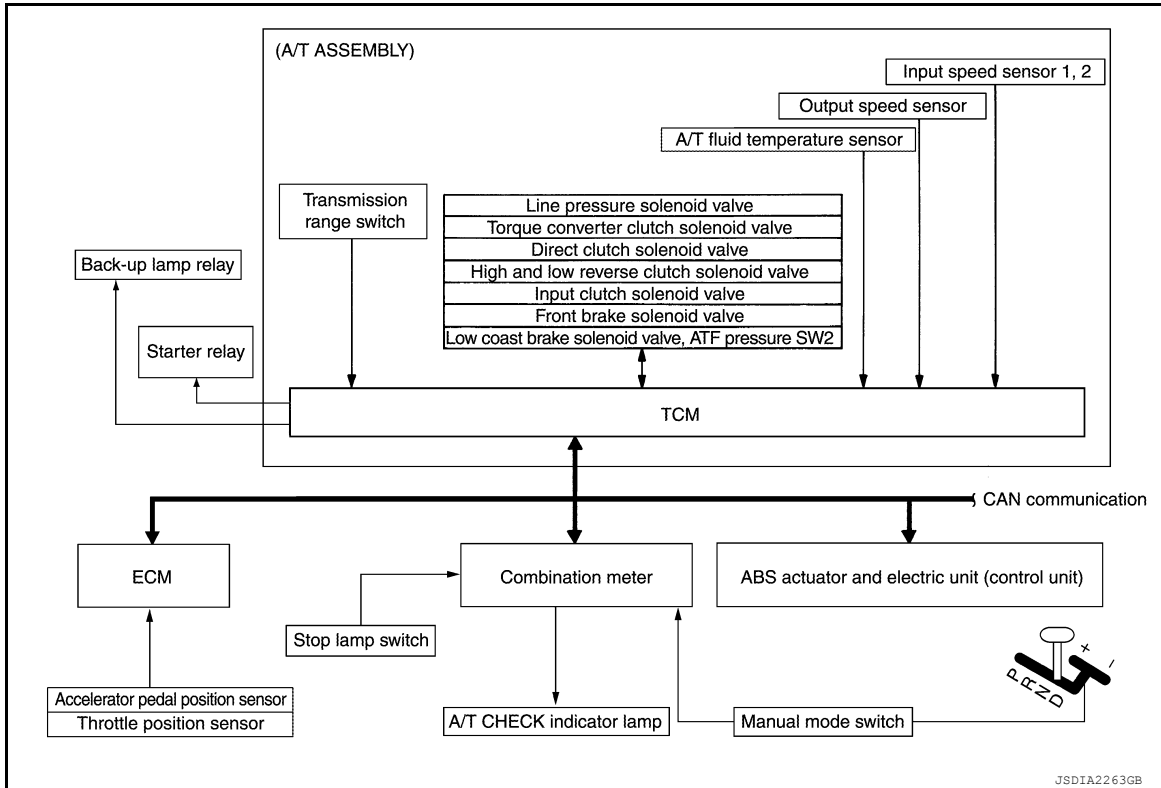 (A/T ASSEMBLY)
Input speed sensor 1, 2
Output speed sensor
A/T fluid temperature sensor
Transmission
range switch
Line pressure solenoid valve
Torque converter clutch solenoid valve
Direct clutch solenoid valve
High and low reverse clutch solenoid valve
Input clutch solenoid valve
Front brake solenoid valve
Low coast brake solenoid valve, ATF pressure SW2
Back-up lamp relay
Starter relay
TCM
CAN communication
ECM
Combination meter
ABS actuator and electric unit (control unit)
Stop lamp switch
Accelerator pedal position sensor
Throttle position sensor
A/T CHECK indicator lamp
Manual mode switch
P R N D
+ -
JSDIA2263GB